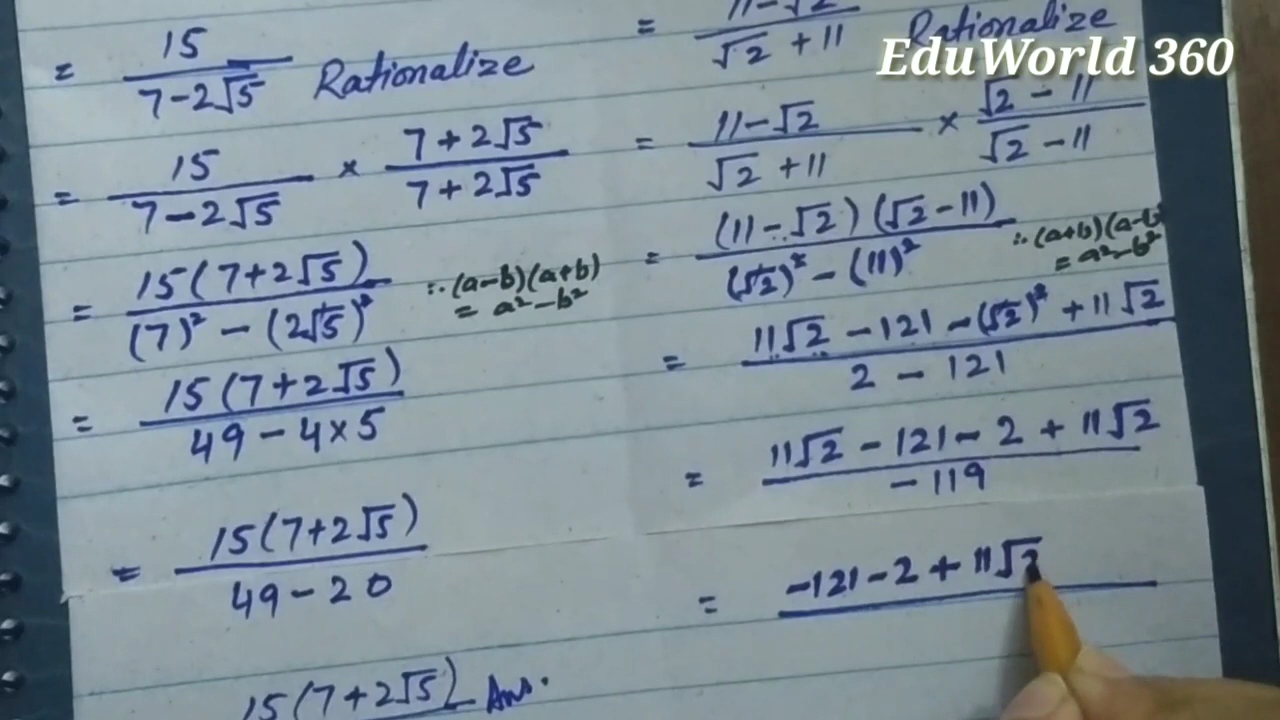 = 15 / 7-2√5 Rationalize
= 15 / 7-2√5 × 7+2√5 / 7+2√5
= 15(7+2√5) / (7)² - (2√5)² ∵ (a-b)(a+b) = a²-b²
= 15(7+2√5) / 49-4×5
= 15(7+2√5) / 49-20
15(7+2√5) Ans.
= 11-√2 / √2+11 Rationalize
EduWorld 360
= 11-√2 / √2+11 × √2-11 / √2-11
= (11-√2)(√2-11) / (√2)² - (11)² ∵ (a+b)(a-b) = a²-b²
= 11√2 - 121 - (√2)² + 11√2 / 2-121
= 11√2 - 121 - 2 + 11√2 / -119
= -121 - 2 + 11√2